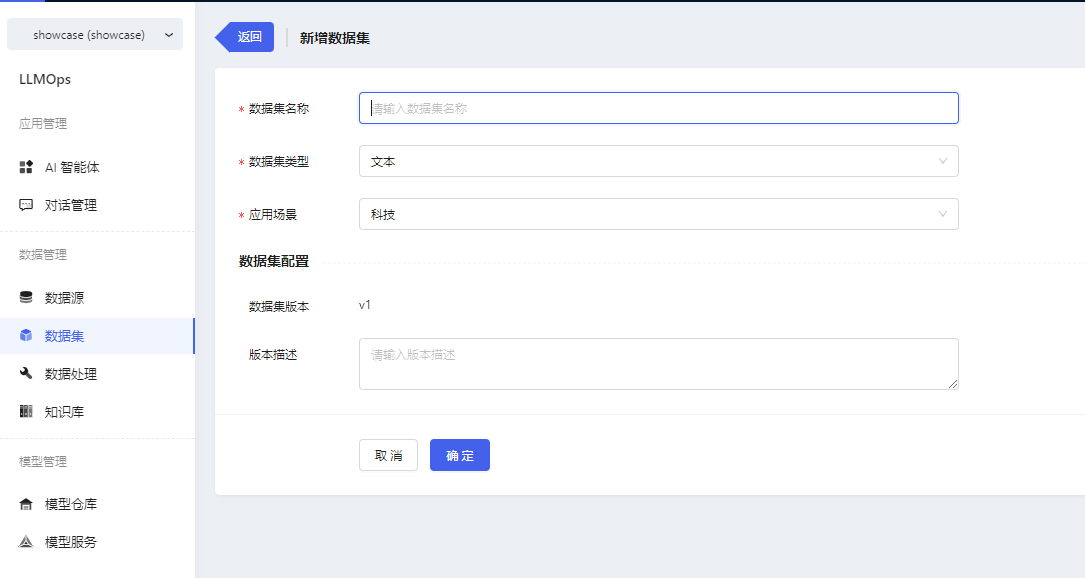 showcase (showcase)
LLMOps
应用管理
AI 智能体
对话管理
数据管理
数据源
数据集
数据处理
知识库
模型管理
模型仓库
模型服务
返回
新增数据集
* 数据集名称
请输入数据集名称
* 数据集类型
文本
* 应用场景
科技
数据集配置
数据集版本
v1
版本描述
请输入版本描述
取 消
确 定